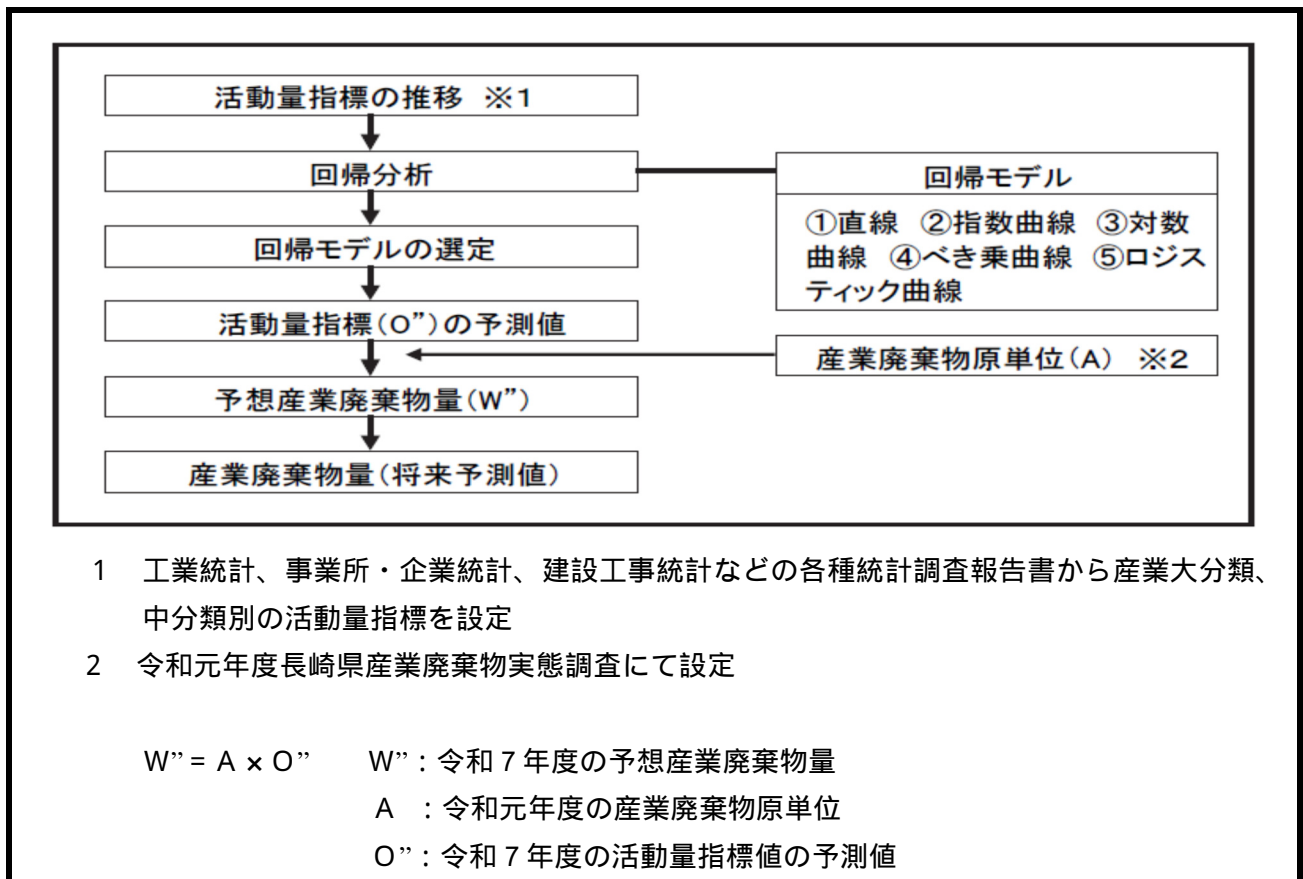 活動量指標の推移 ※1
回帰分析
回帰モデルの選定
活動量指標(O”)の予測値
予想産業廃棄物量(W”)
産業廃棄物量(将来予測値)
回帰モデル
①直線 ②指数曲線 ③対数
曲線 ④べき乗曲線 ⑤ロジス
ティック曲線
産業廃棄物原単位(A) ※2
1 工業統計、事業所・企業統計、建設工事統計などの各種統計調査報告書から産業大分類、
中分類別の活動量指標を設定
2 令和元年度長崎県産業廃棄物実態調査にて設定
W”= A × O” W”:令和7年度の予想産業廃棄物量
A :令和元年度の産業廃棄物原単位
O”:令和7年度の活動量指標値の予測値